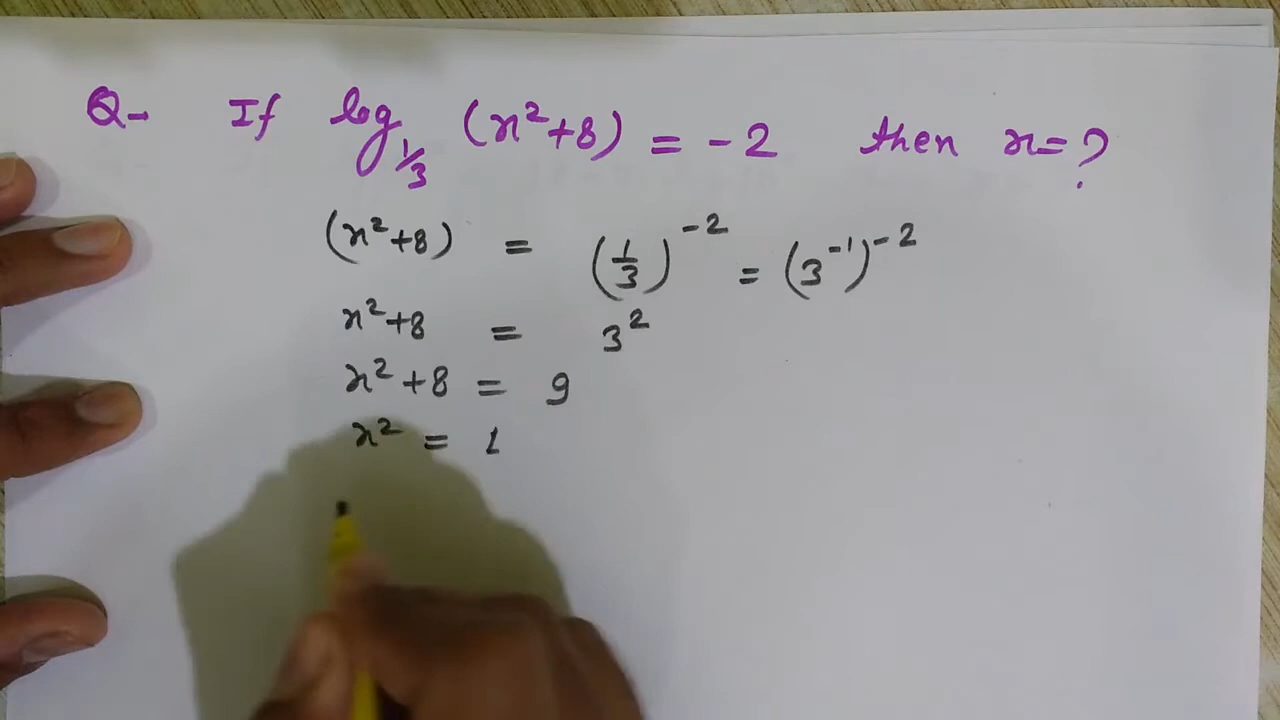 Q- If log_{1/3} (x²+8) = -2 then x=?
(x²+8) = (1/3)^{-2} = (3^{-1})^{-2}
x²+8 = 3²
x²+8 = 9
x² = 1